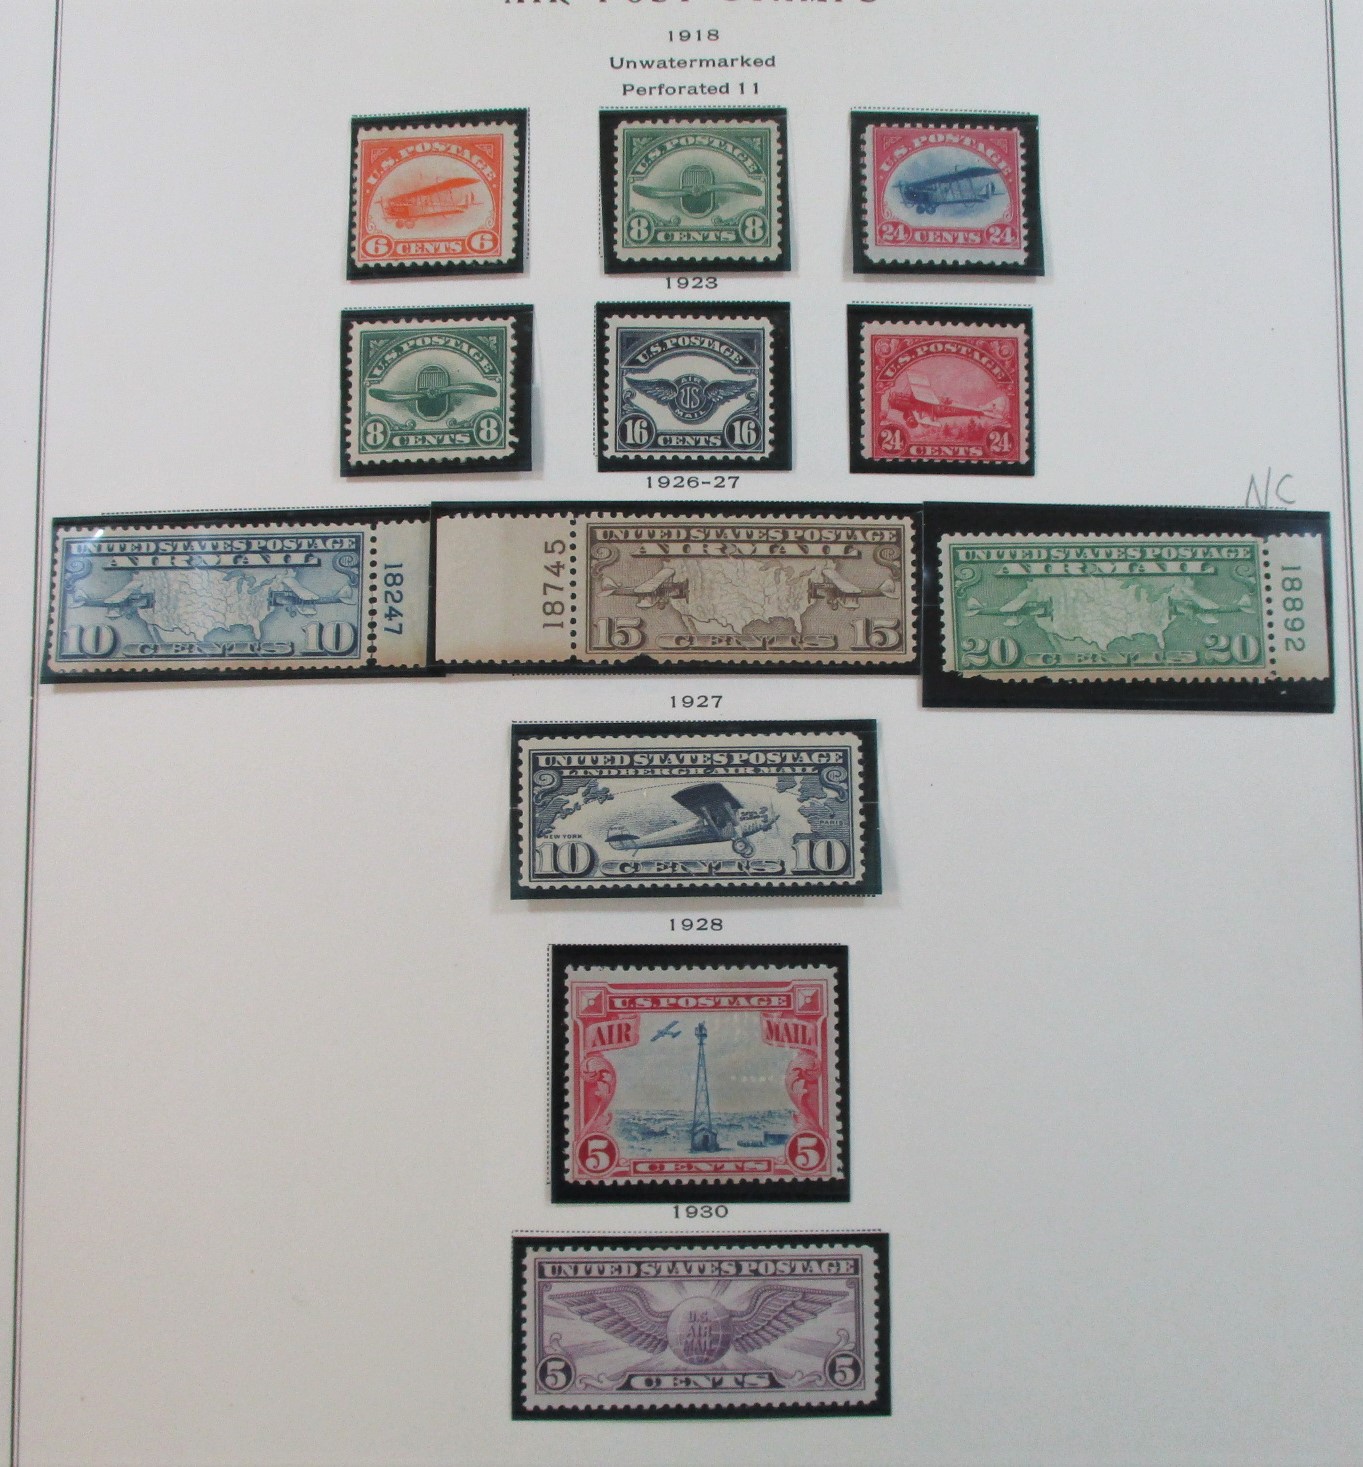 AIR POST STAMPS
1918
Unwatermarked
Perforated 11
U.S. POSTAGE
6 CENTS 6
U.S. POSTAGE
8 CENTS 8
U.S. POSTAGE
24 CENTS 24
1923
U.S. POSTAGE
8 CENTS 8
U.S. POSTAGE
AIR
US
MAIL
16 CENTS 16
U.S. POSTAGE
24 CENTS 24
1926-27
NC
UNITED STATES POSTAGE
AIR MAIL
10 CENTS 10
18247
18745
UNITED STATES POSTAGE
AIR MAIL
15 CENTS 15
UNITED STATES POSTAGE
AIR MAIL
20 CENTS 20
18892
1927
UNITED STATES POSTAGE
LINDBERGH AIR MAIL
NEW YORK
PARIS
10 CENTS 10
1928
U.S. POSTAGE
AIR MAIL
5 CENTS 5
1930
UNITED STATES POSTAGE
U.S.
AIR
MAIL
5 CENTS 5